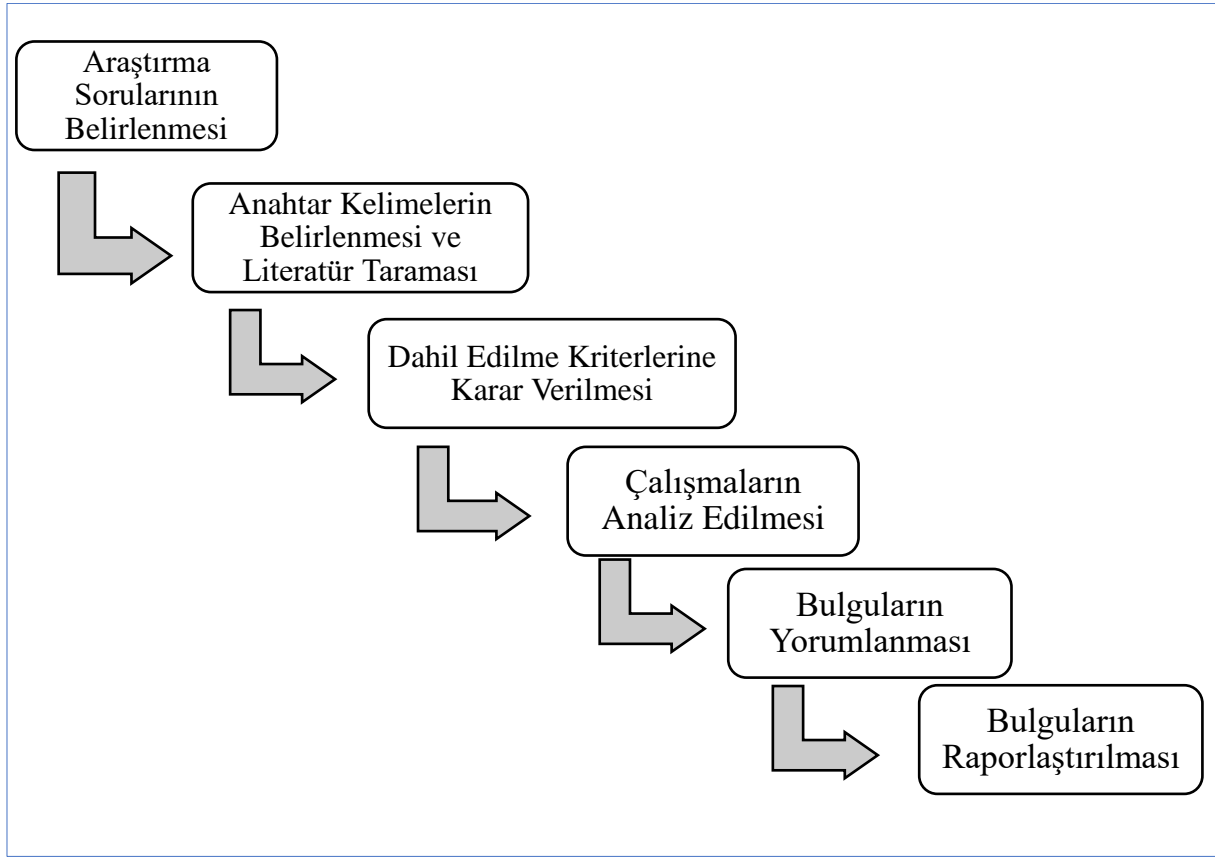 Araştırma
Sorularının
Belirlenmesi
Anahtar Kelimelerin
Belirlenmesi ve
Literatür Taraması
Dahil Edilme Kriterlerine
Karar Verilmesi
Çalışmaların
Analiz Edilmesi
Bulguların
Yorumlanması
Bulguların
Raporlaştırılması